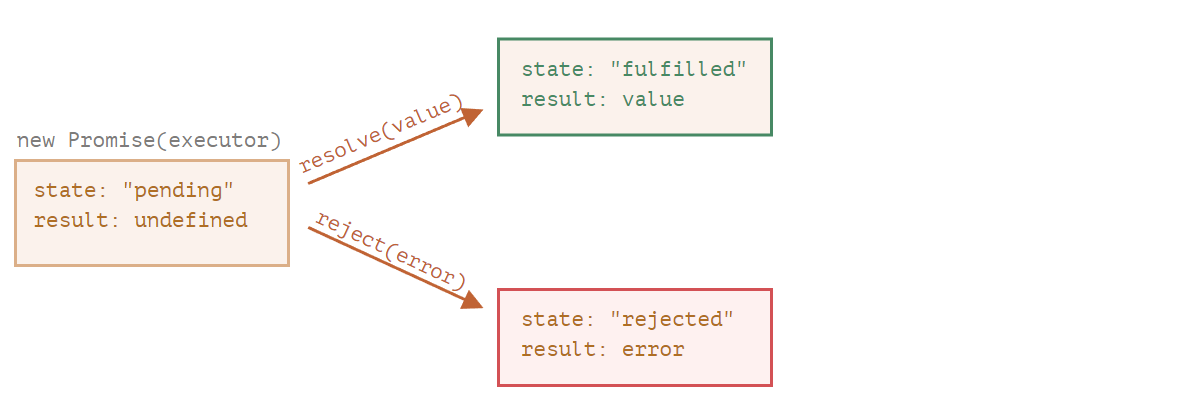 new Promise(executor)
state: "pending"
result: undefined
resolve(value)
reject(error)
state: "fulfilled"
result: value
state: "rejected"
result: error